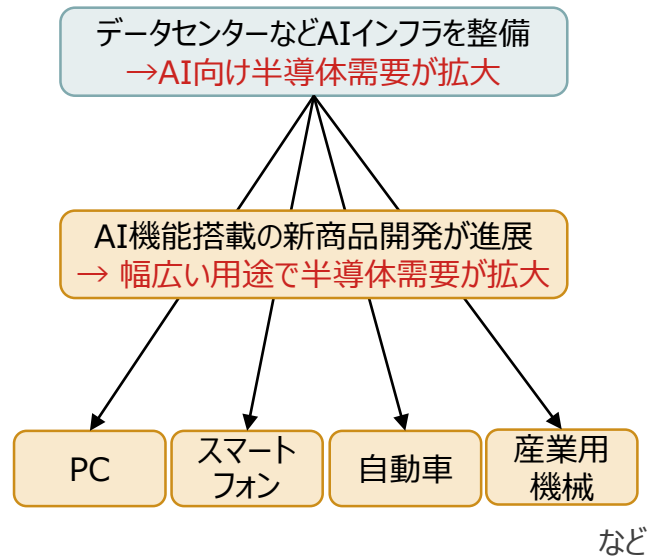 データセンターなどAIインフラを整備
→AI向け半導体需要が拡大
AI機能搭載の新商品開発が進展
→ 幅広い用途で半導体需要が拡大
PC
スマート
フォン
自動車
産業用
機械
など